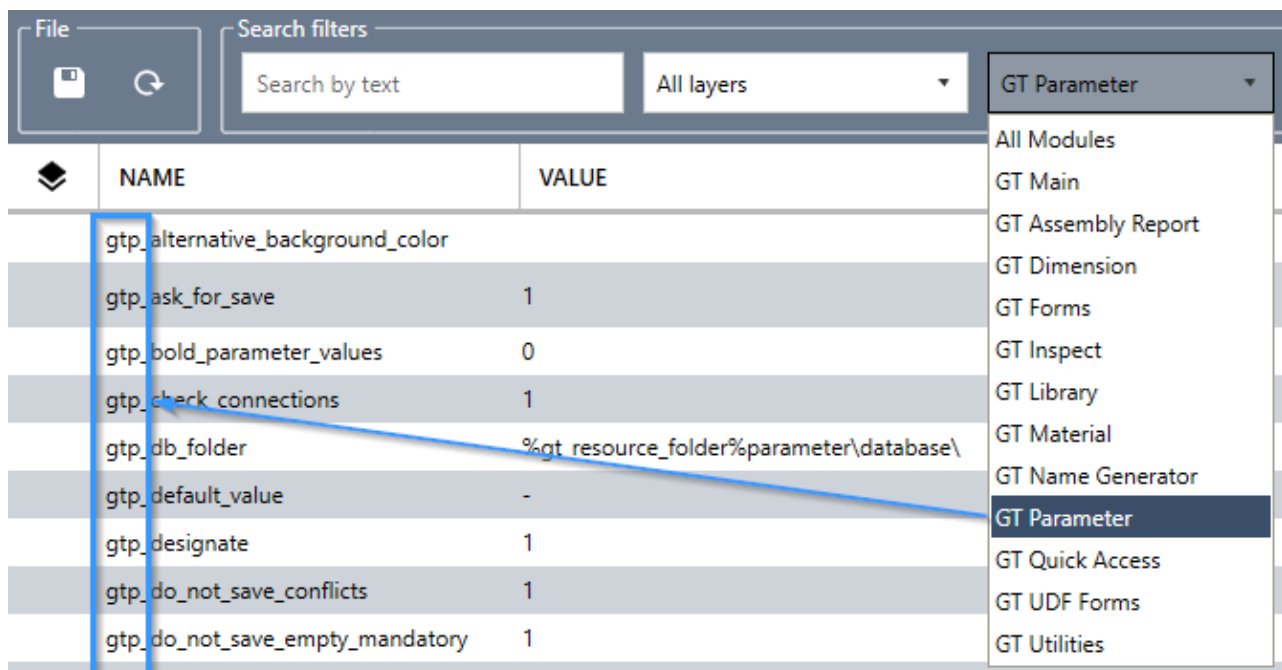 File
Search filters
Search by text
All layers
GT Parameter
NAME
VALUE
gtp_alternative_background_color
gtp_ask_for_save 1
gtp_bold_parameter_values 0
gtp_check_connections 1
gtp_db_folder %gt_resource_folder%parameter\database\
gtp_default_value -
gtp_designate 1
gtp_do_not_save_conflicts 1
gtp_do_not_save_empty_mandatory 1
All Modules
GT Main
GT Assembly Report
GT Dimension
GT Forms
GT Inspect
GT Library
GT Material
GT Name Generator
GT Parameter
GT Quick Access
GT UDF Forms
GT Utilities